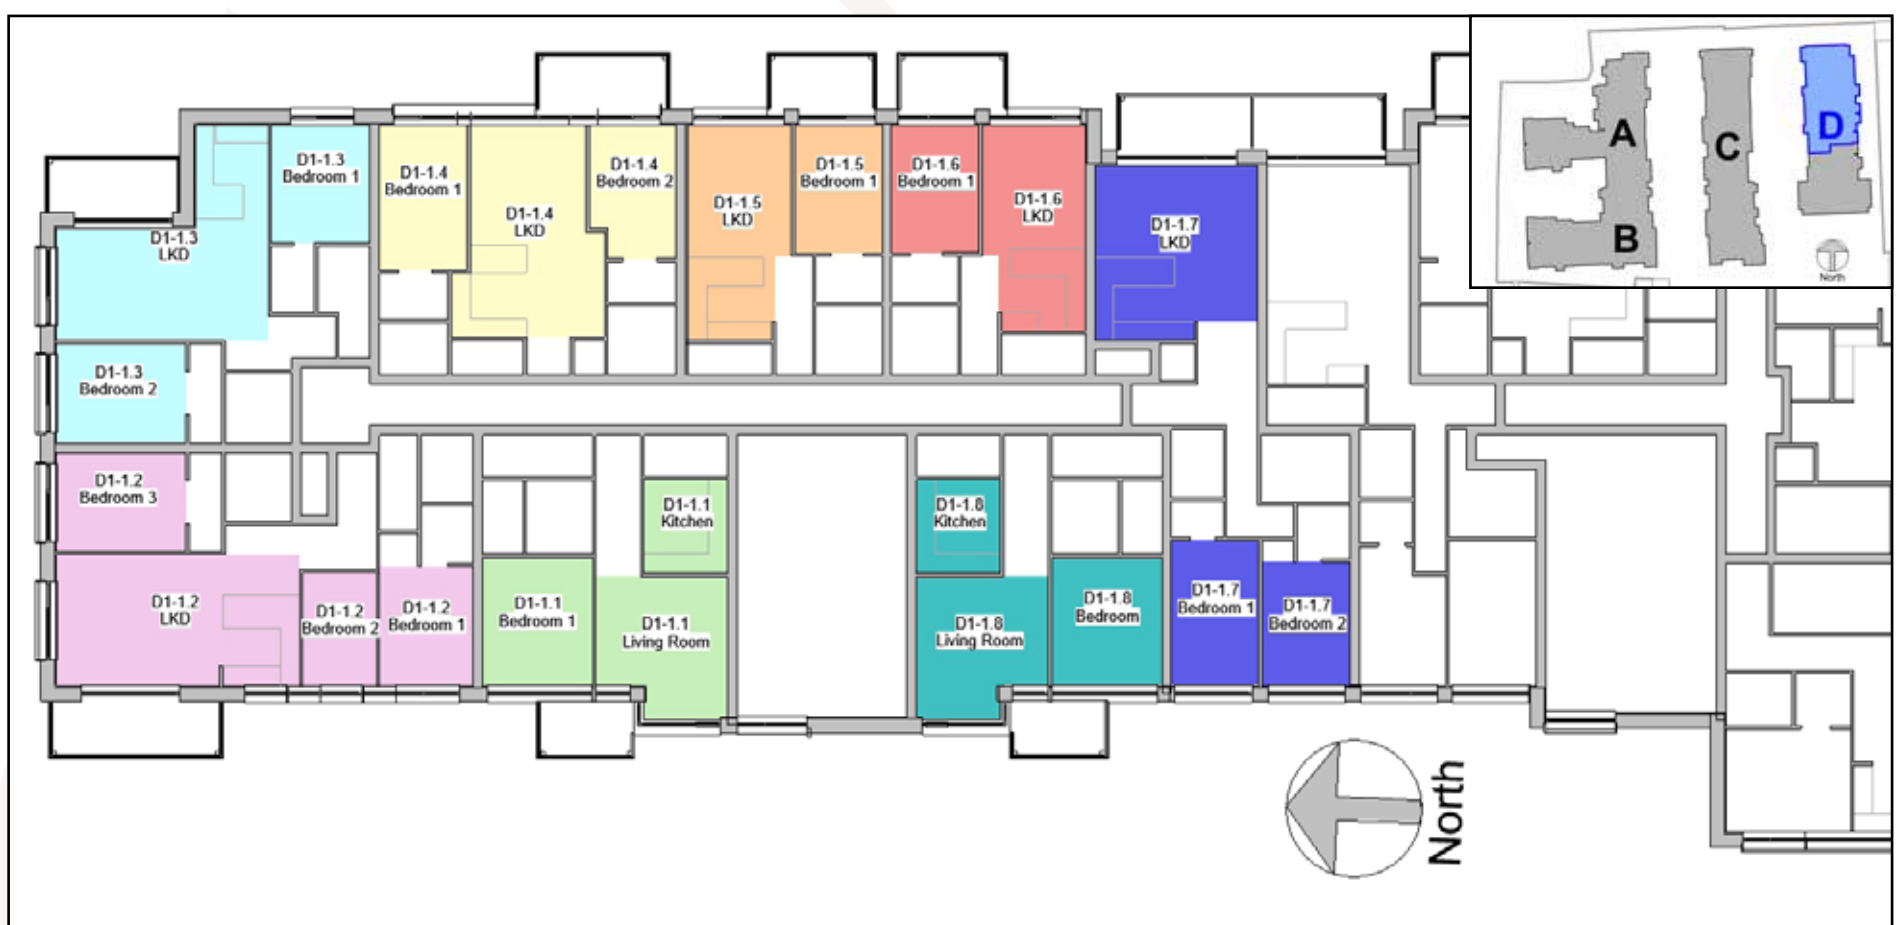 D1-1.3
Bedroom 1
D1-1.4
Bedroom 1
D1-1.4
LKD
D1-1.4
Bedroom 2
D1-1.5
LKD
D1-1.5
Bedroom 1
D1-1.6
Bedroom 1
D1-1.6
LKD
D1-1.7
LKD
D1-1.3
LKD
D1-1.3
Bedroom 2
D1-1.2
Bedroom 3
D1-1.1
Kitchen
D1-1.8
Kitchen
D1-1.2
LKD
D1-1.2
Bedroom 2
D1-1.2
Bedroom 1
D1-1.1
Bedroom 1
D1-1.1
Living Room
D1-1.8
Living Room
D1-1.8
Bedroom
D1-1.7
Bedroom 1
D1-1.7
Bedroom 2
A
B
C
D
North
North